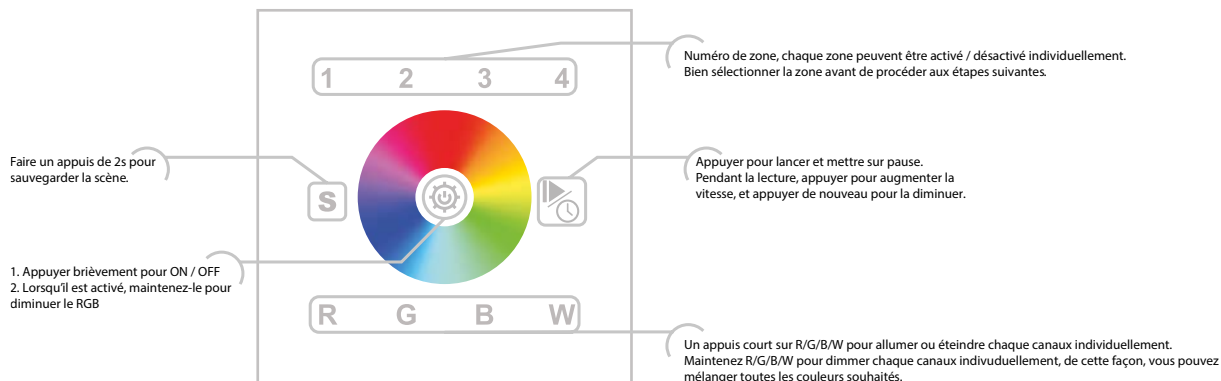 1 2 3 4
Numéro de zone, chaque zone peuvent être activé / désactivé individuellement.
Bien sélectionner la zone avant de procéder aux étapes suivantes.
Faire un appuis de 2s pour
sauvegarder la scène.
S
Appuyer pour lancer et mettre sur pause.
Pendant la lecture, appuyer pour augmenter la
vitesse, et appuyer de nouveau pour la diminuer.
1. Appuyer brièvement pour ON / OFF
2. Lorsqu'il est activé, maintenez-le pour
diminuer le RGB
R G B W
Un appuis court sur R/G/B/W pour allumer ou éteindre chaque canaux individuellement.
Maintenez R/G/B/W pour dimmer chaque canaux indivuduellement, de cette façon, vous pouvez
mélanger toutes les couleurs souhaités.